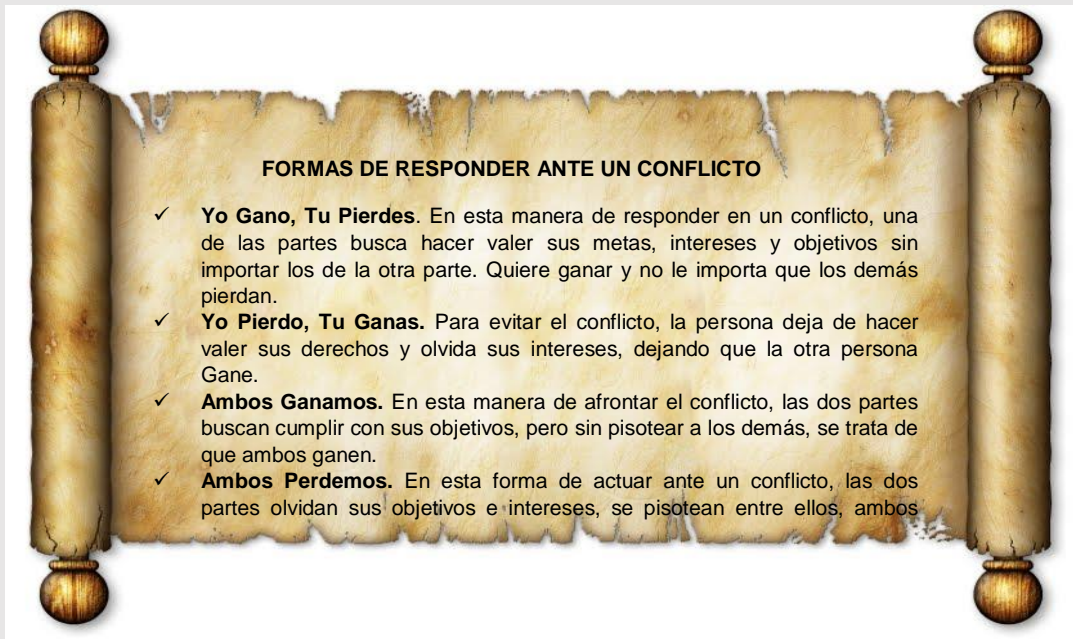 FORMAS DE RESPONDER ANTE UN CONFLICTO
✓ Yo Gano, Tu Pierdes. En esta manera de responder en un conflicto, una
de las partes busca hacer valer sus metas, intereses y objetivos sin
importar los de la otra parte. Quiere ganar y no le importa que los demás
pierdan.
✓ Yo Pierdo, Tu Ganas. Para evitar el conflicto, la persona deja de hacer
valer sus derechos y olvida sus intereses, dejando que la otra persona
Gane.
✓ Ambos Ganamos. En esta manera de afrontar el conflicto, las dos partes
buscan cumplir con sus objetivos, pero sin pisotear a los demás, se trata de
que ambos ganen.
✓ Ambos Perdemos. En esta forma de actuar ante un conflicto, las dos
partes olvidan sus objetivos e intereses, se pisotean entre ellos, ambos